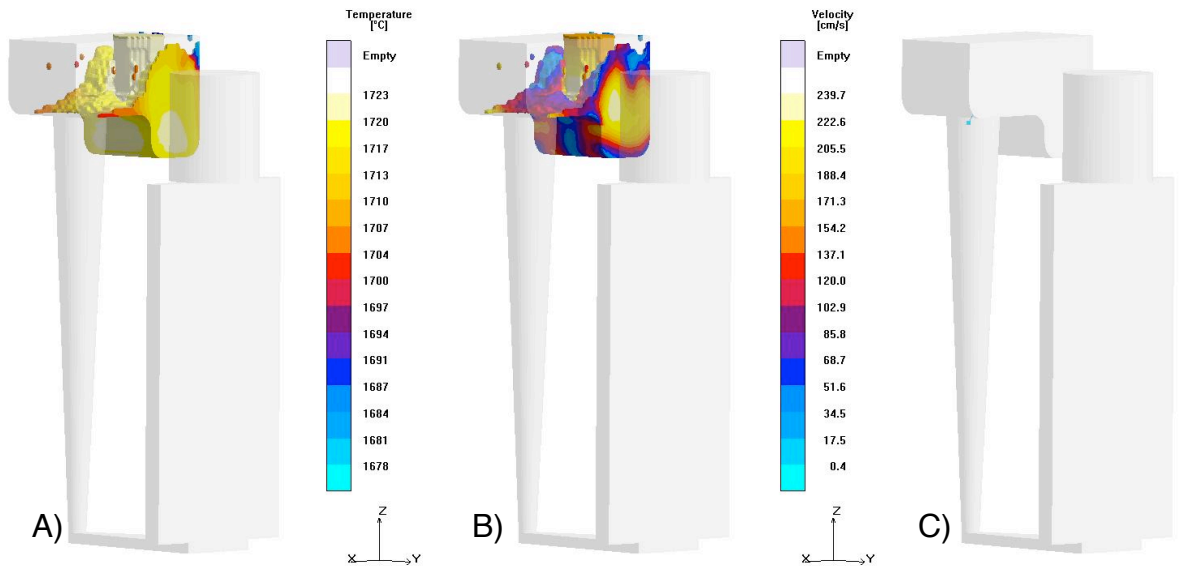 Temperature
[°C]
Empty
1723
1720
1717
1713
1710
1707
1704
1700
1697
1694
1691
1687
1684
1681
1678
A)
Z
X
Y
Velocity
[cm/s]
Empty
239.7
222.6
205.5
188.4
171.3
154.2
137.1
120.0
102.9
85.8
68.7
51.6
34.5
17.5
0.4
B)
Z
X
Y
C)